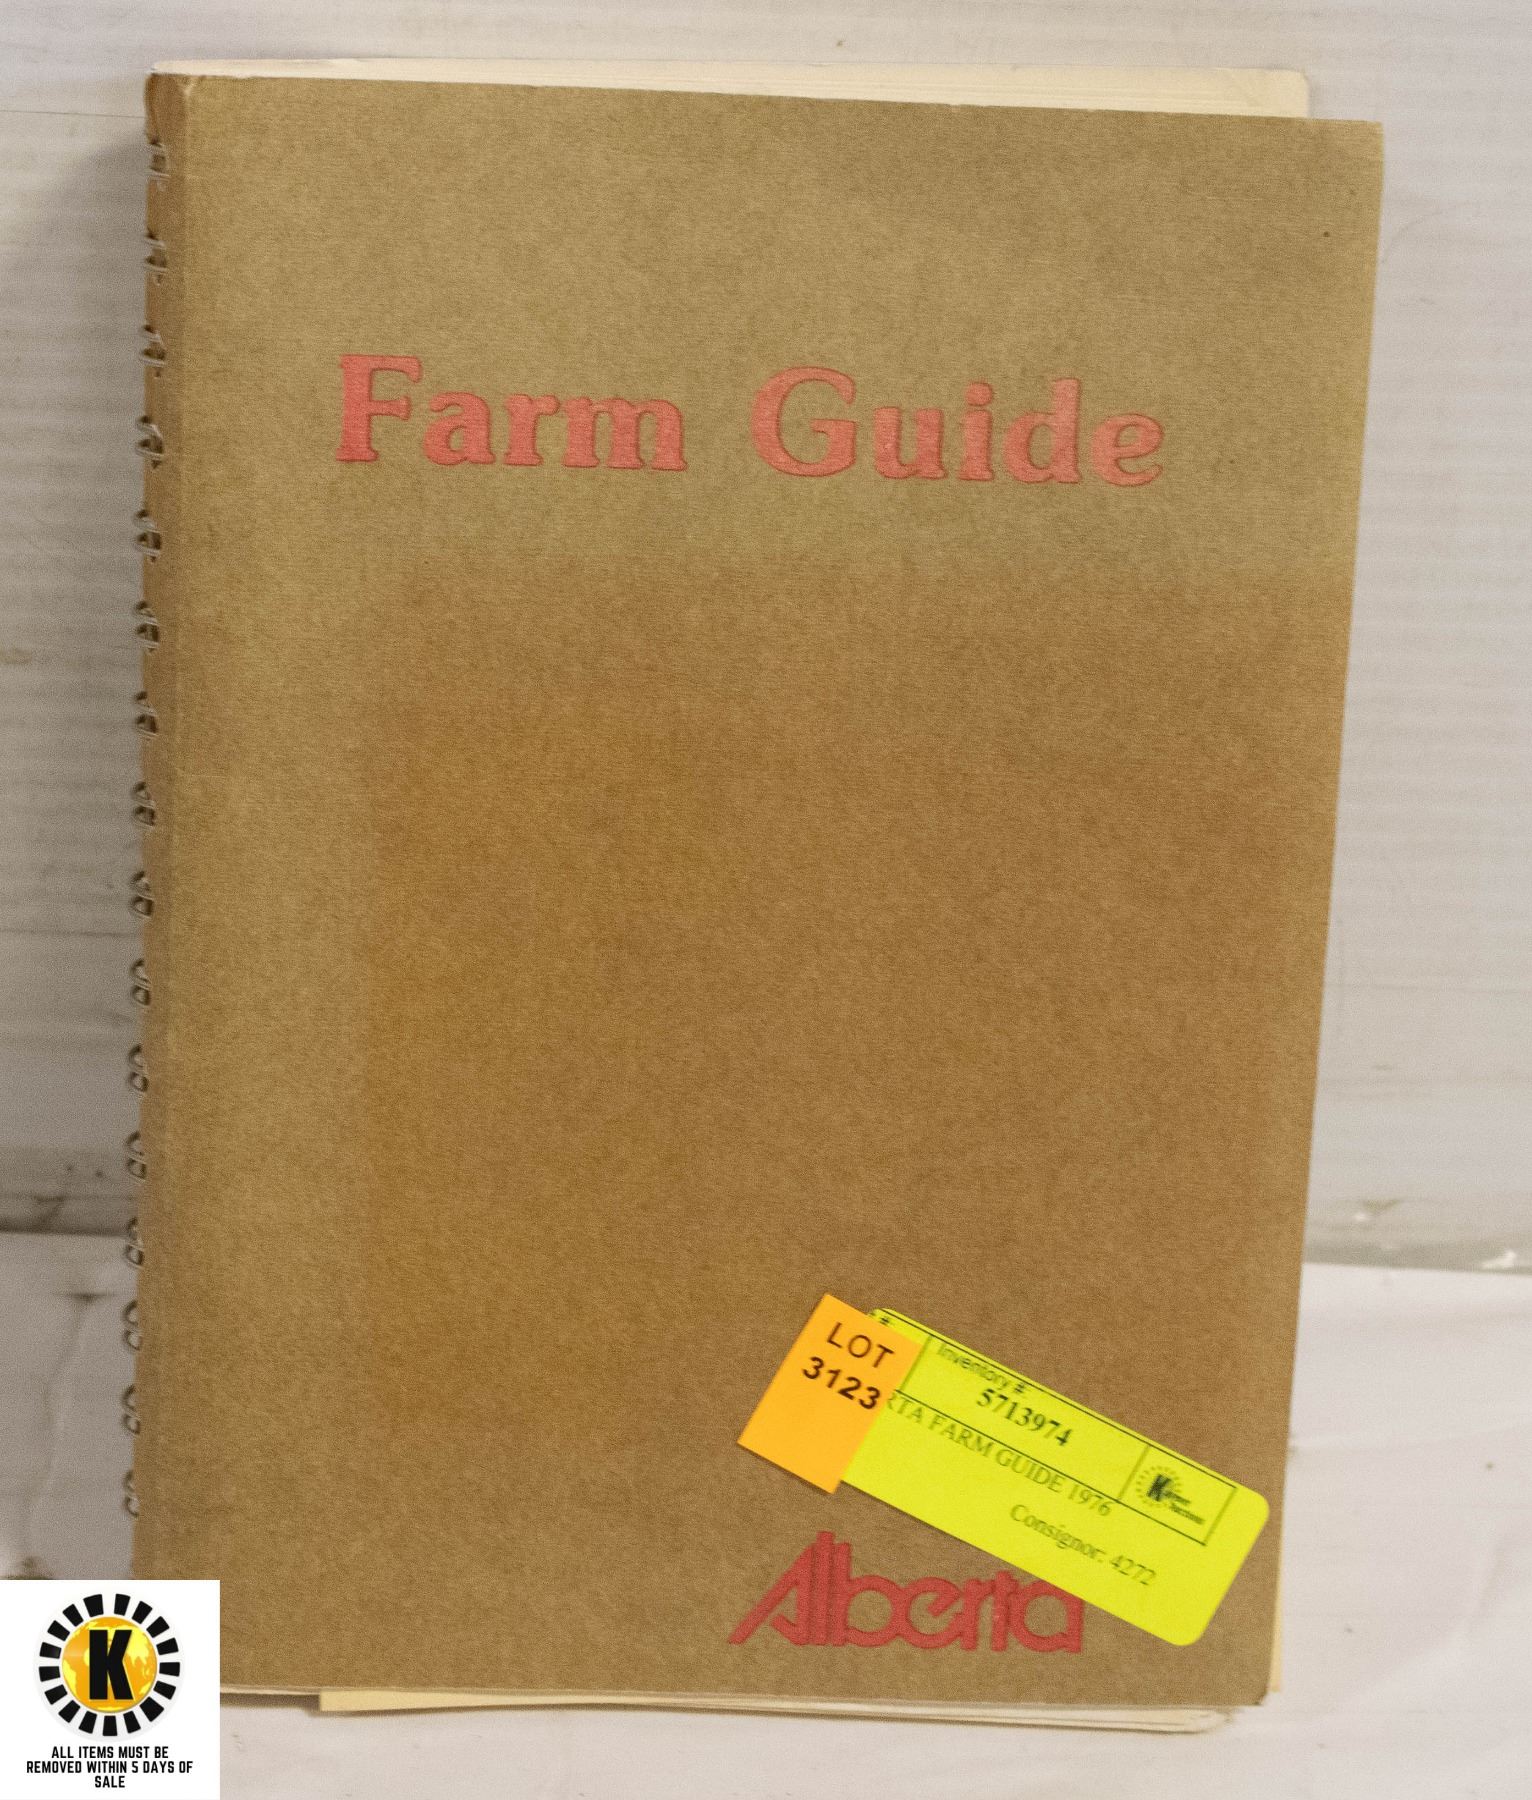 Farm Guide
LOT
3123
#:
Inventory #:
5713974
RTA FARM GUIDE 1976
Consignor: 4272
Alberta
K
ALL ITEMS MUST BE
REMOVED WITHIN 5 DAYS OF
SALE